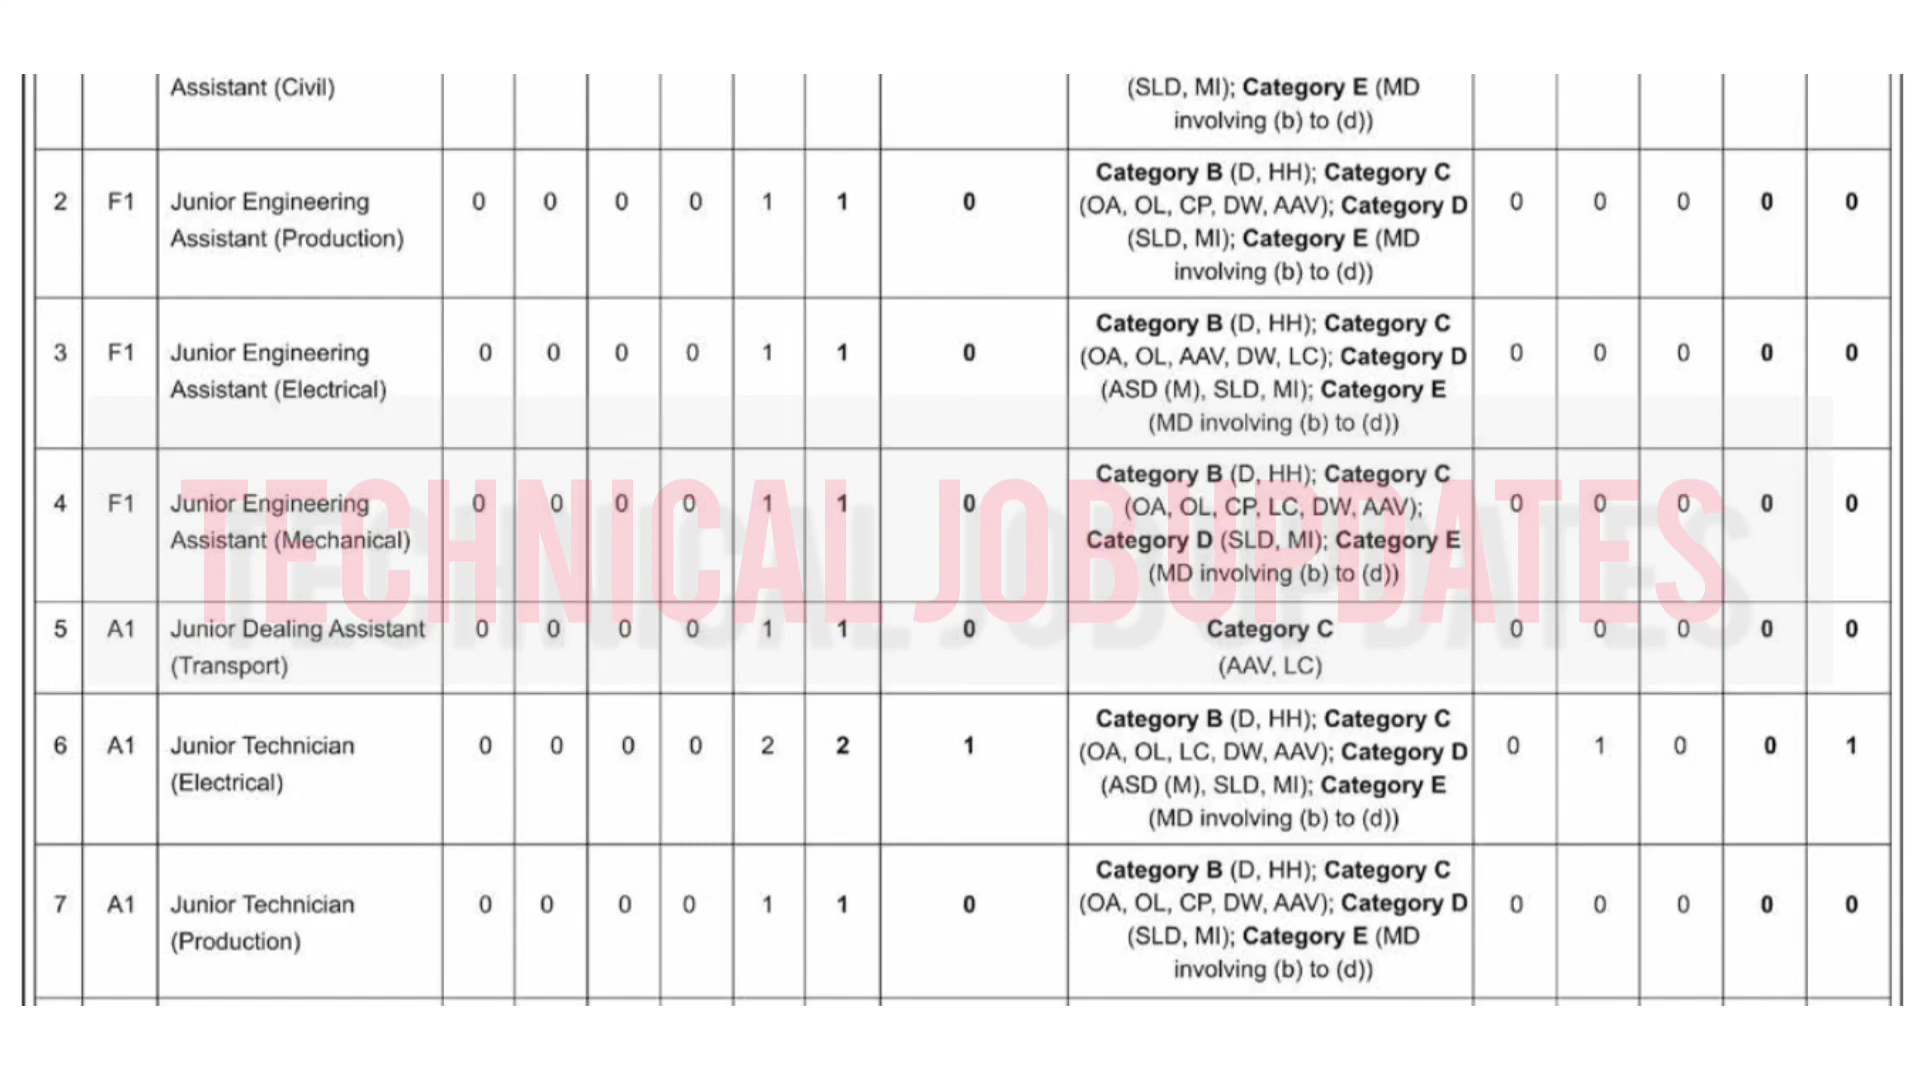 Assistant (Civil)
(SLD, MI); Category E (MD
involving (b) to (d))
2 F1 Junior Engineering 0 0 0 0 1 1 0 0 0 0 0 0
Assistant (Production)
Category B (D, HH); Category C
(OA, OL, CP, DW, AAV); Category D
(SLD, MI); Category E (MD
involving (b) to (d))
3 F1 Junior Engineering 0 0 0 0 1 1 0 0 0 0 0 0
Assistant (Electrical)
Category B (D, HH); Category C
(OA, OL, AAV, DW, LC); Category D
(ASD (M), SLD, MI); Category E
(MD involving (b) to (d))
4 F1 Junior Engineering 0 0 0 0 1 1 0 0 0 0 0 0
Assistant (Mechanical)
Category B (D, HH); Category C
(OA, OL, CP, LC, DW, AAV);
Category D (SLD, MI); Category E
(MD involving (b) to (d))
TECHNICAL JOB UPDATES
5 A1 Junior Dealing Assistant 0 0 0 0 1 1 0 Category C 0 0 0 0 0
(Transport) (AAV, LC)
6 A1 Junior Technician 0 0 0 0 2 2 1 0 1 0 0 1
(Electrical)
Category B (D, HH); Category C
(OA, OL, LC, DW, AAV); Category D
(ASD (M), SLD, MI); Category E
(MD involving (b) to (d))
7 A1 Junior Technician 0 0 0 0 1 1 0 0 0 0 0 0
(Production)
Category B (D, HH); Category C
(OA, OL, CP, DW, AAV); Category D
(SLD, MI); Category E (MD
involving (b) to (d))